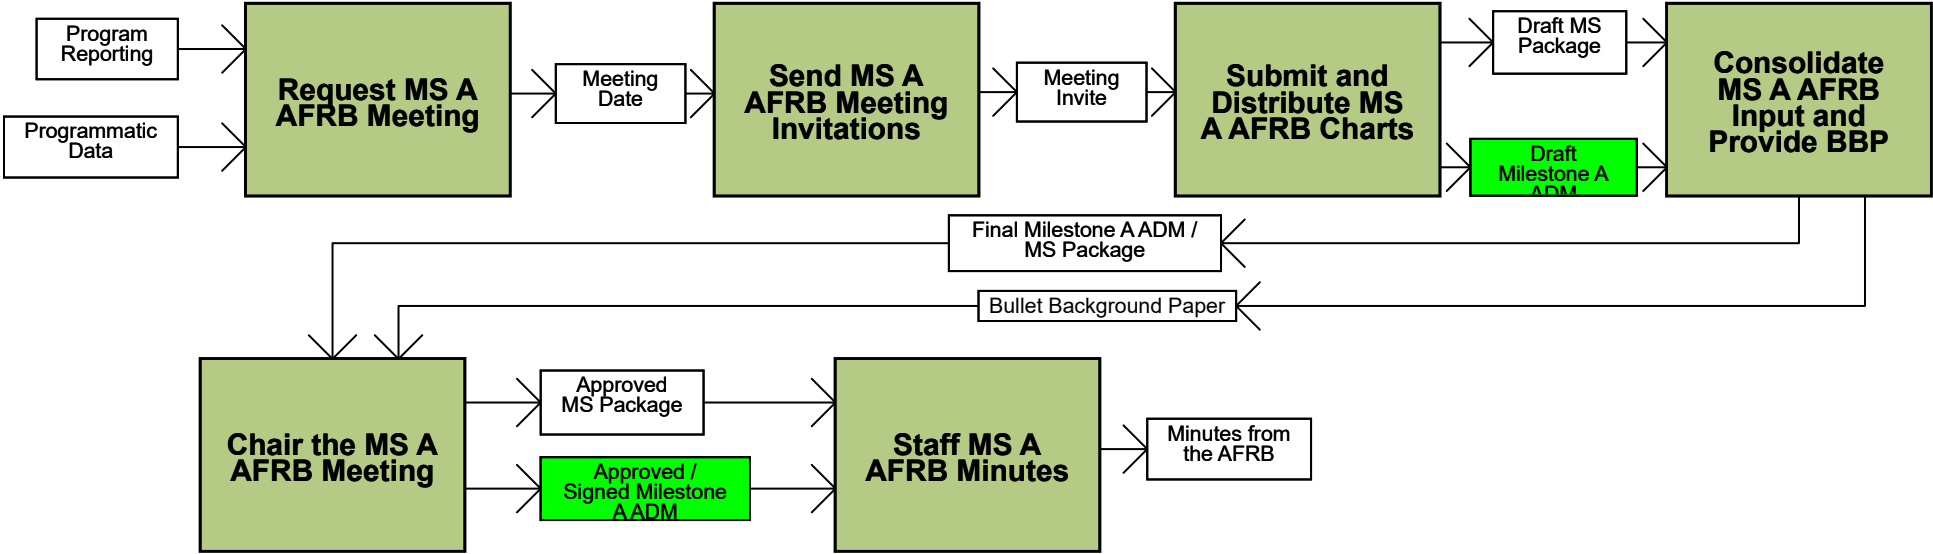 Program
Reporting
Programmatic
Data
Request MS A
AFRB Meeting
Meeting
Date
Send MS A
AFRB Meeting
Invitations
Meeting
Invite
Submit and
Distribute MS
A AFRB Charts
Draft MS
Package
Draft
Milestone A
ADM
Consolidate
MS A AFRB
Input and
Provide BBP
Final Milestone A ADM /
MS Package
Bullet Background Paper
Chair the MS A
AFRB Meeting
Approved
MS Package
Approved /
Signed Milestone
A ADM
Staff MS A
AFRB Minutes
Minutes from
the AFRB